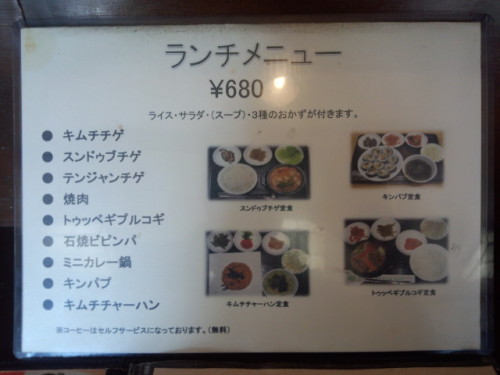 ランチメニュー
¥680
ライス・サラダ・(スープ)・3種のおかずが付きます。
● キムチチゲ
● スンドゥブチゲ
● テンジャンチゲ
● 焼肉
● トゥッペギプルコギ
● 石焼ビビンバ
● ミニカレー鍋
● キンパプ
● キムチチャーハン
スンドゥブチゲ定食
キンパプ定食
キムチチャーハン定食
トゥッペギプルコギ定食
※コーヒーはセルフサービスになっております。(無料)